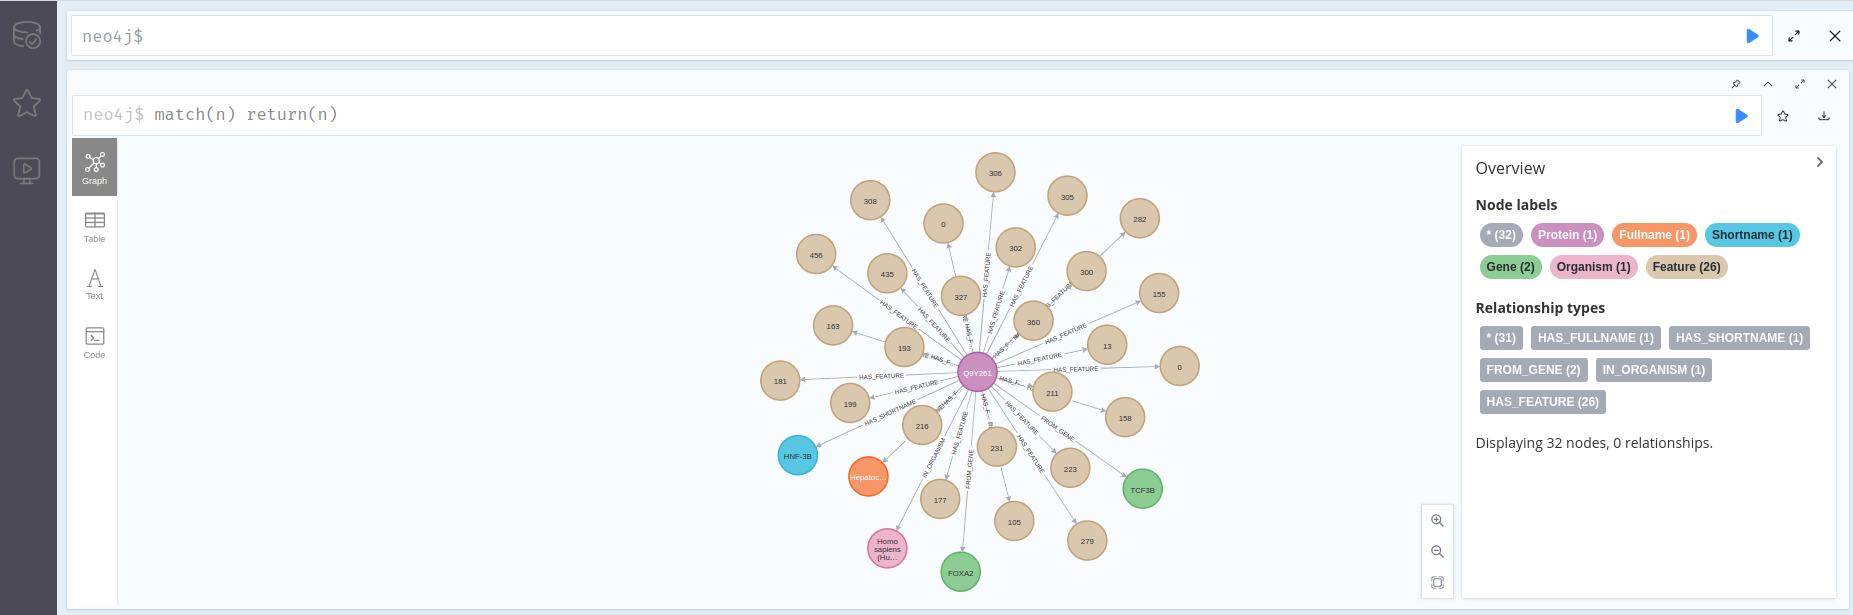 neo4j$
neo4j$ match(n) return(n)
Graph
Table
Text
Code
306
308
305
0
282
302
456
435
300
327
155
163
360
193
13
0
181
211
199
158
216
231
223
177
105
279
Q9Y261
HNF-3B
Hepatoc...
TCF3B
Homo
sapiens
(Hu...
FOXA2
HAS_FEATURE
HAS_FEATURE
HAS_FEATURE
HAS_FEATURE
HAS_FEATURE
HAS_FEATURE
HAS_FEATURE
HAS_FEATURE
HAS_FEATURE
HAS_FEATURE
HAS_FEATURE
HAS_SHORTNAME
IN_ORGANISM
HAS_FEATURE
FROM_GENE
HAS_FEATURE
HAS_FEATURE
FROM_GENE
HAS_F...
HAS_F...
HAS_F...
HAS_F...
Overview
Node labels
* (32) Protein (1) Fullname (1) Shortname (1)
Gene (2) Organism (1) Feature (26)
Relationship types
* (31) HAS_FULLNAME (1) HAS_SHORTNAME (1)
FROM_GENE (2) IN_ORGANISM (1)
HAS_FEATURE (26)
Displaying 32 nodes, 0 relationships.